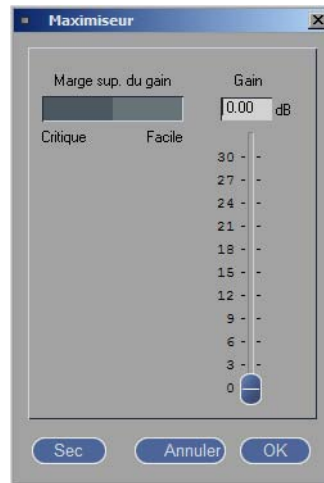 Maximiseur
Marge sup. du gain Gain
0.00 dB
Critique Facile
30
27
24
21
18
15
12
9
6
3
0
Sec Annuler OK